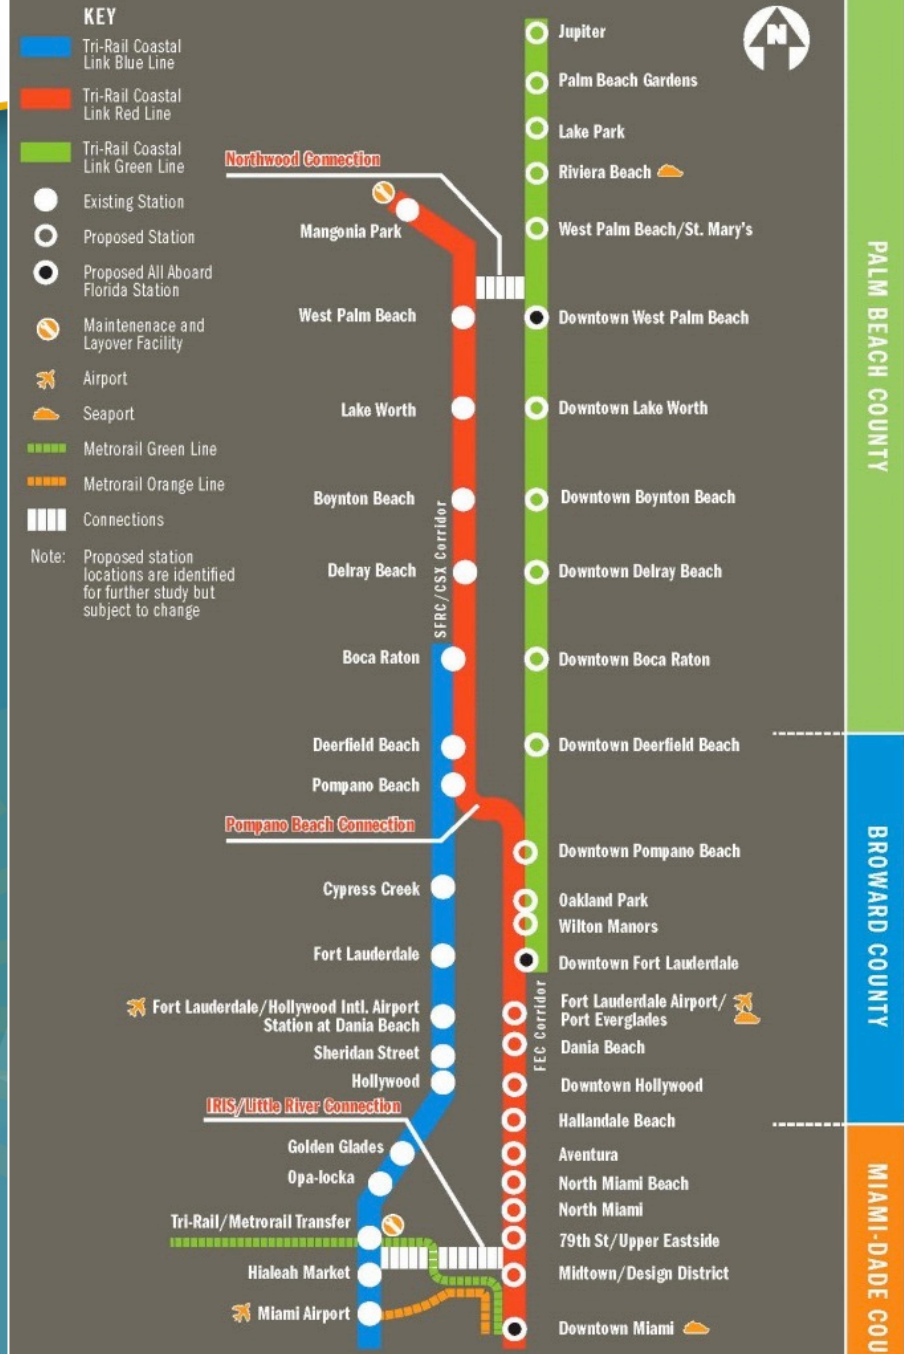 KEY
Tri-Rail Coastal
Link Blue Line
Tri-Rail Coastal
Link Red Line
Tri-Rail Coastal
Link Green Line
Existing Station
Proposed Station
Proposed All Aboard
Florida Station
Maintenenace and
Layover Facility
Airport
Seaport
Metrorail Green Line
Metrorail Orange Line
Connections
Note: Proposed station
locations are identified
for further study but
subject to change
N
Northwood Connection
Mangonia Park
West Palm Beach
Lake Worth
Boynton Beach
Delray Beach
SFRC/CSX Corridor
Boca Raton
Deerfield Beach
Pompano Beach
Pompano Beach Connection
Cypress Creek
Fort Lauderdale
Fort Lauderdale/Hollywood Intl. Airport
Station at Dania Beach
Sheridan Street
Hollywood
IRIS/Little River Connection
Golden Glades
Opa-locka
Tri-Rail/Metrorail Transfer
Hialeah Market
Miami Airport
Jupiter
Palm Beach Gardens
Lake Park
Riviera Beach
West Palm Beach/St. Mary's
Downtown West Palm Beach
Downtown Lake Worth
Downtown Boynton Beach
Downtown Delray Beach
Downtown Boca Raton
Downtown Deerfield Beach
Downtown Pompano Beach
Oakland Park
Wilton Manors
Downtown Fort Lauderdale
FEC Corridor
Fort Lauderdale Airport/
Port Everglades
Dania Beach
Downtown Hollywood
Hallandale Beach
Aventura
North Miami Beach
North Miami
79th St/Upper Eastside
Midtown/Design District
Downtown Miami
PALM BEACH COUNTY
BROWARD COUNTY
MIAMI-DADE COU